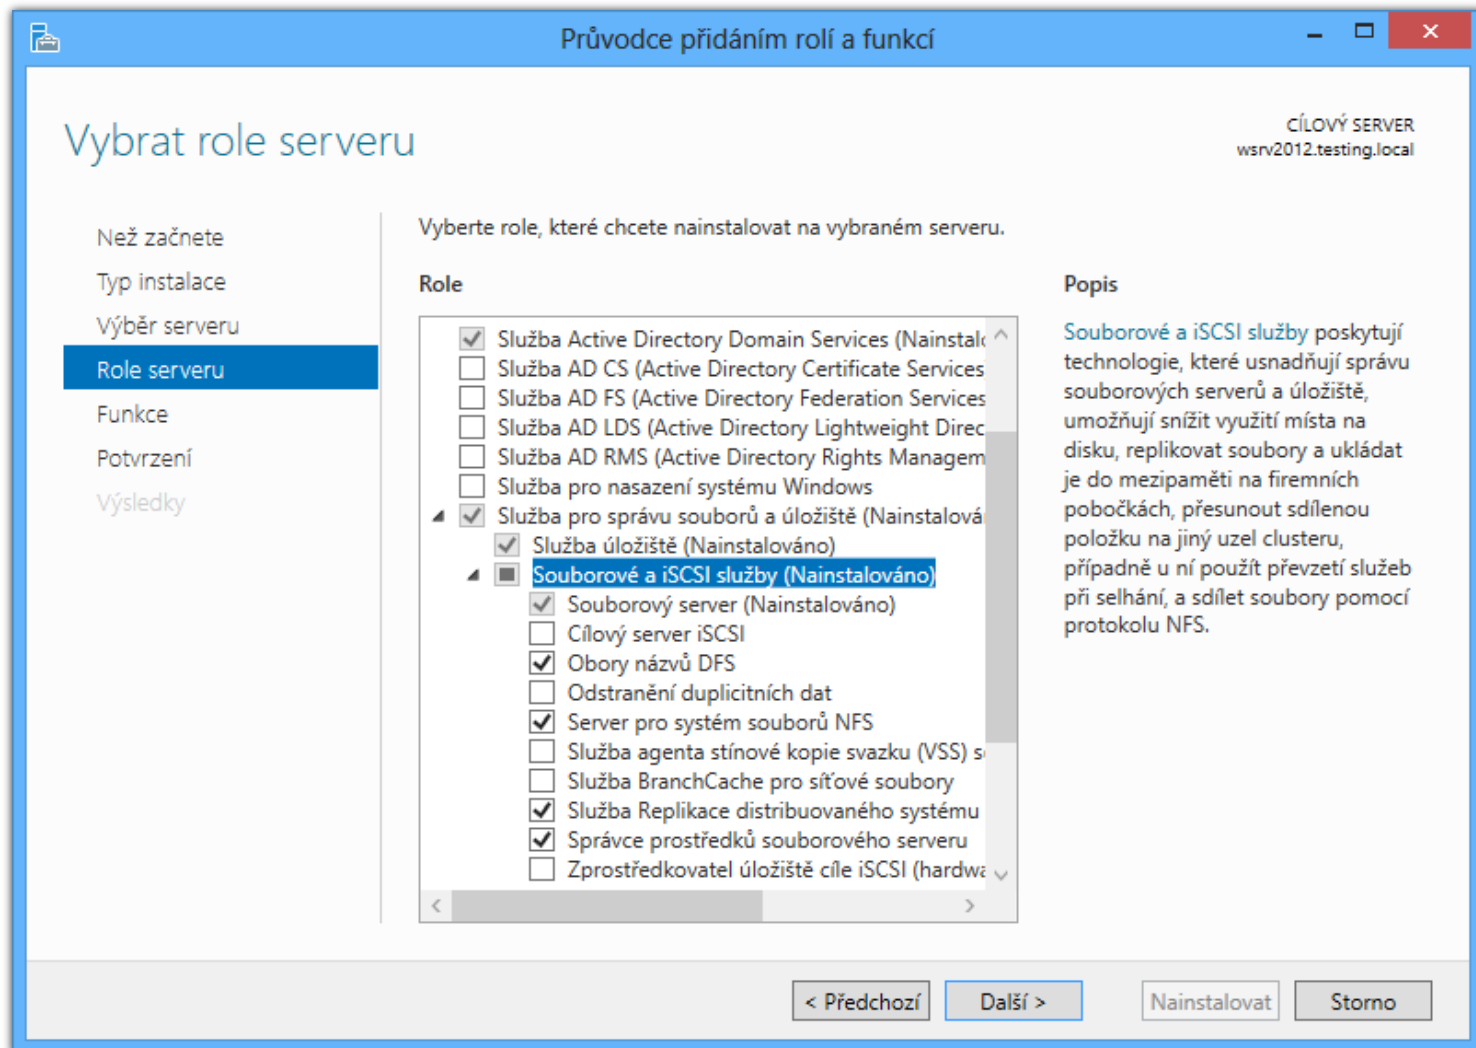 Průvodce přidáním rolí a funkcí
Vybrat role serveru
CÍLOVÝ SERVER
wsrv2012.testing.local
Než začnete
Typ instalace
Výběr serveru
Role serveru
Funkce
Potvrzení
Výsledky
Vyberte role, které chcete nainstalovat na vybraném serveru.
Role
Služba Active Directory Domain Services (Nainstalo
Služba AD CS (Active Directory Certificate Services
Služba AD FS (Active Directory Federation Services
Služba AD LDS (Active Directory Lightweight Direc
Služba AD RMS (Active Directory Rights Managem
Služba pro nasazení systému Windows
Služba pro správu souborů a úložiště (Nainstalová
Služba úložiště (Nainstalováno)
Souborové a iSCSI služby (Nainstalováno)
Souborový server (Nainstalováno)
Cílový server iSCSI
Obory názvů DFS
Odstranění duplicitních dat
Server pro systém souborů NFS
Služba agenta stínové kopie svazku (VSS) s
Služba BranchCache pro síťové soubory
Služba Replikace distribuovaného systému
Správce prostředků souborového serveru
Zprostředkovatel úložiště cíle iSCSI (hardwa
Popis
Souborové a iSCSI služby poskytují
technologie, které usnadňují správu
souborových serverů a úložiště,
umožňují snížit využití místa na
disku, replikovat soubory a ukládat
je do mezipaměti na firemních
pobočkách, přesunout sdílenou
položku na jiný uzel clusteru,
případně u ní použít převzetí služeb
při selhání, a sdílet soubory pomocí
protokolu NFS.
< Předchozí
Další >
Nainstalovat
Storno